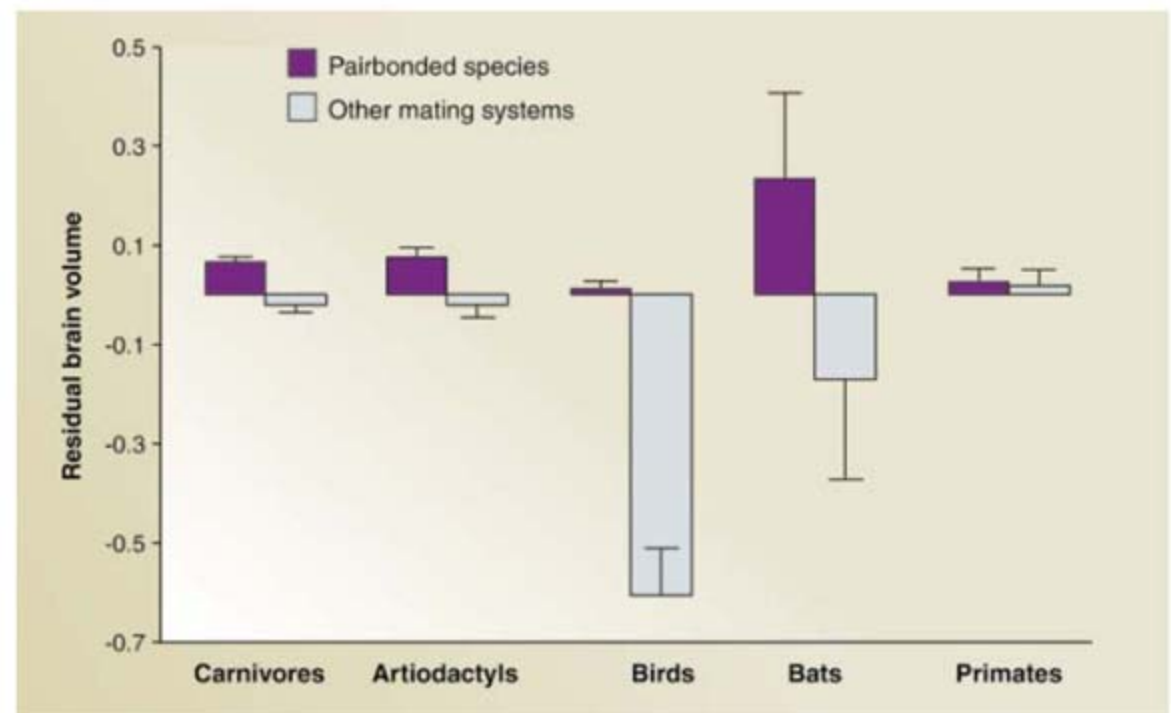 0.5
Pairbonded species
Other mating systems
0.3
0.1
-0.1
-0.3
-0.5
-0.7
Residual brain volume
Carnivores Artiodactyls Birds Bats Primates